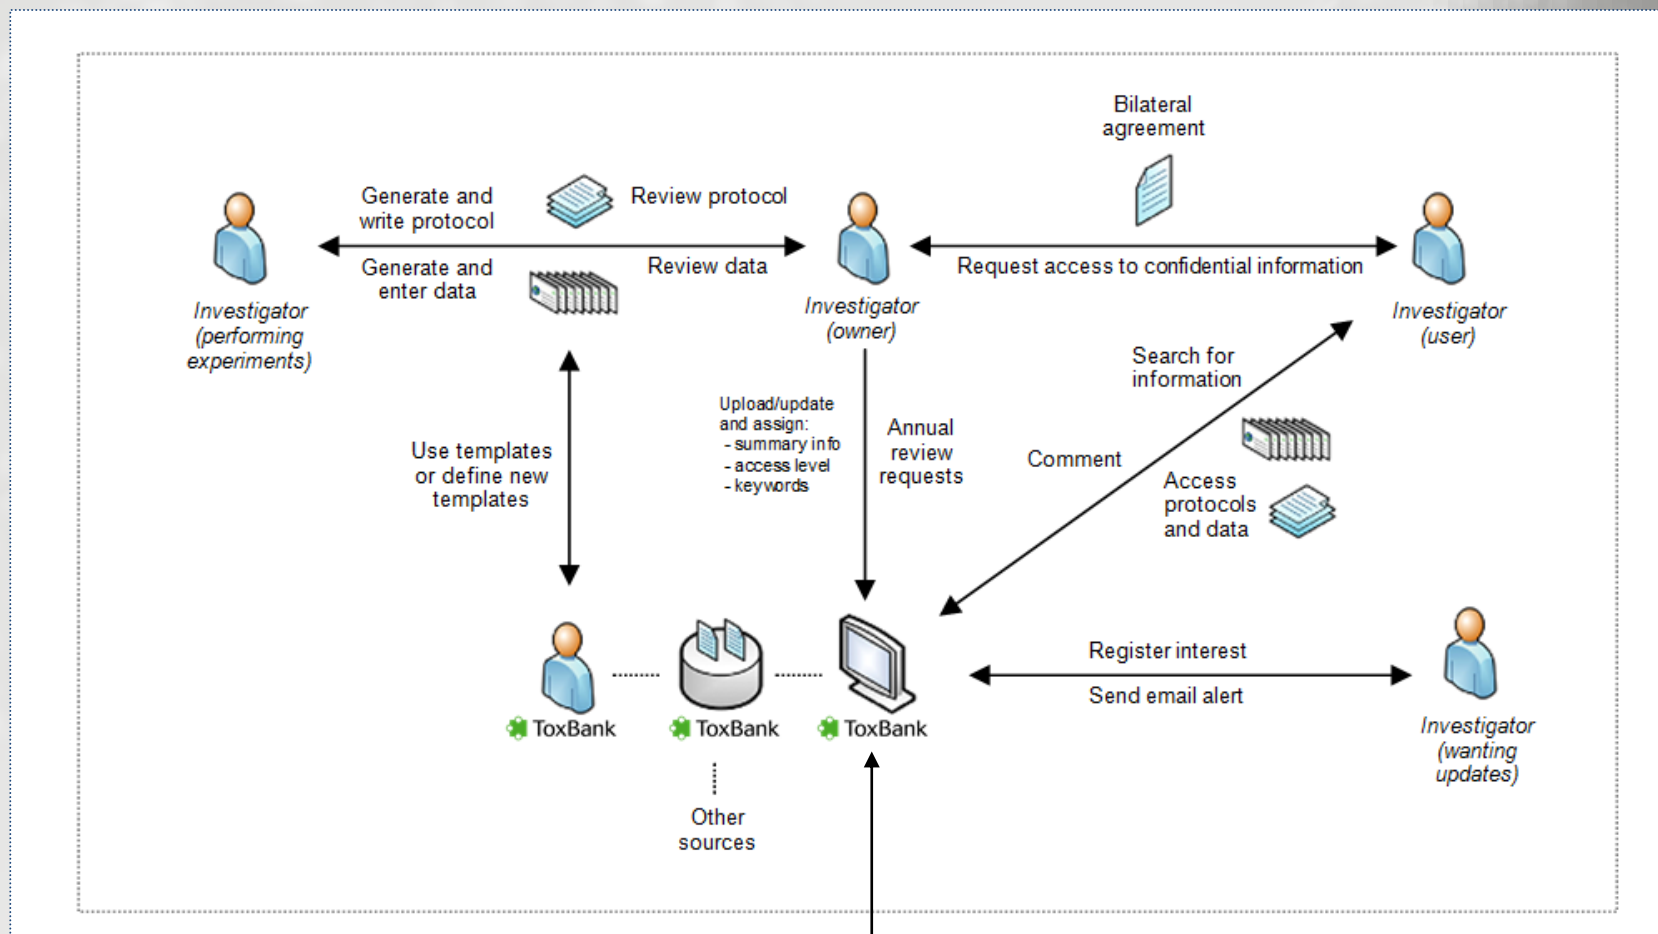 Bilateral
agreement
Generate and
write protocol
Review protocol
Generate and
enter data
Review data
Request access to confidential information
Investigator
(performing
experiments)
Investigator
(owner)
Investigator
(user)
Search for
information
Upload/update
and assign:
- summary info
- access level
- keywords
Annual
review
requests
Use templates
or define new
templates
Comment
Access
protocols
and data
Register interest
Send email alert
ToxBank
ToxBank
ToxBank
Investigator
(wanting
updates)
Other
sources